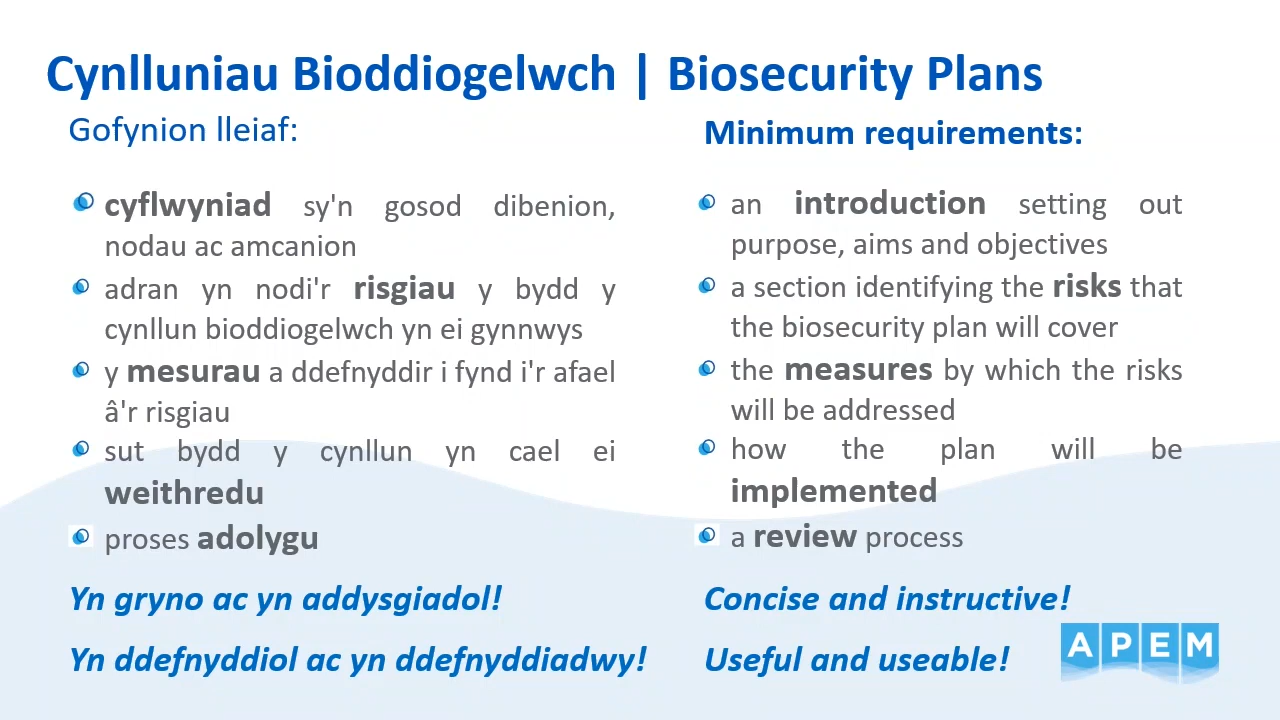 Cynlluniau Bioddiogelwch | Biosecurity Plans
Gofynion lleiaf:
cyflwyniad sy'n gosod dibenion,
nodau ac amcanion
adran yn nodi'r risgiau y bydd y
cynllun bioddiogelwch yn ei gynnwys
y mesurau a ddefnyddir i fynd i'r afael
â'r risgiau
sut bydd y cynllun yn cael ei
weithredu
proses adolygu
Yn gryno ac yn addysgiadol!
Yn ddefnyddiol ac yn ddefnyddiadwy!
Minimum requirements:
an introduction setting out
purpose, aims and objectives
a section identifying the risks that
the biosecurity plan will cover
the measures by which the risks
will be addressed
how the plan will be
implemented
a review process
Concise and instructive!
Useful and useable!
APEM